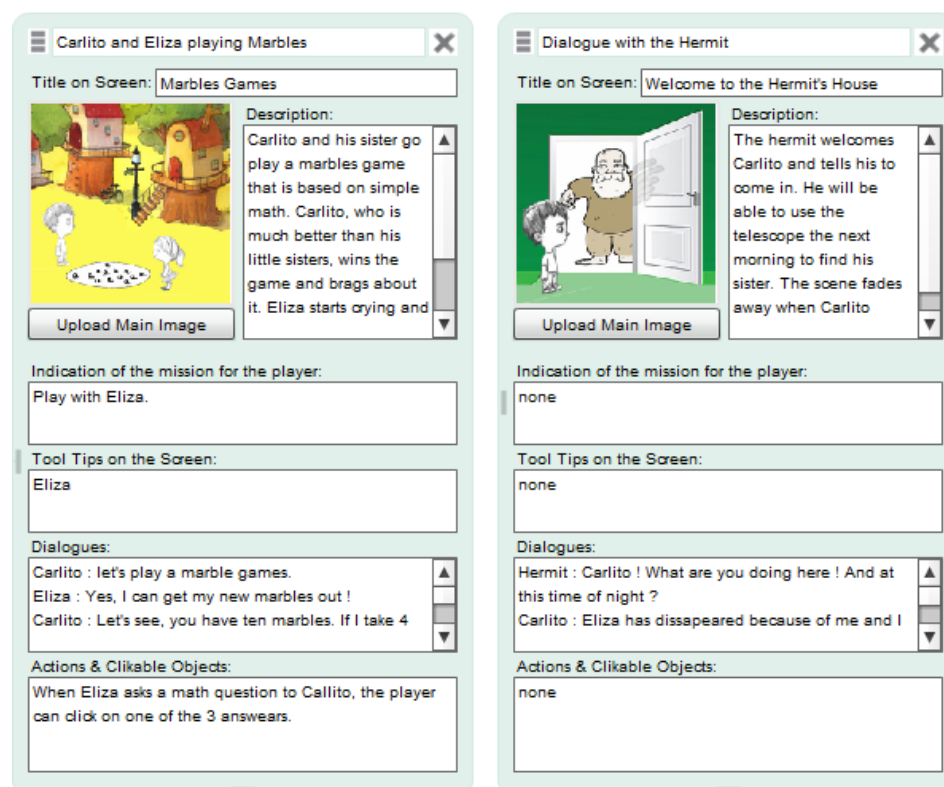 Carlito and Eliza playing Marbles
Title on Screen: Marbles Games
Description:
Carlito and his sister go
play a marbles game
that is based on simple
math. Carlito, who is
much better than his
little sisters, wins the
game and brags about
it. Eliza starts crying and
Upload Main Image
Indication of the mission for the player:
Play with Eliza.
Tool Tips on the Screen:
Eliza
Dialogues:
Carlito : let's play a marble games.
Eliza : Yes, I can get my new marbles out !
Carlito : Let's see, you have ten marbles. If I take 4
Actions & Clikable Objects:
When Eliza asks a math question to Callito, the player
can click on one of the 3 answears.
Dialogue with the Hermit
Title on Screen: Welcome to the Hermit's House
Description:
The hermit welcomes
Carlito and tells his to
come in. He will be
able to use the
telescope the next
morning to find his
sister. The scene fades
away when Carlito
Upload Main Image
Indication of the mission for the player:
none
Tool Tips on the Screen:
none
Dialogues:
Hermit : Carlito ! What are you doing here ! And at
this time of night ?
Carlito : Eliza has dissapeared because of me and I
Actions & Clikable Objects:
none